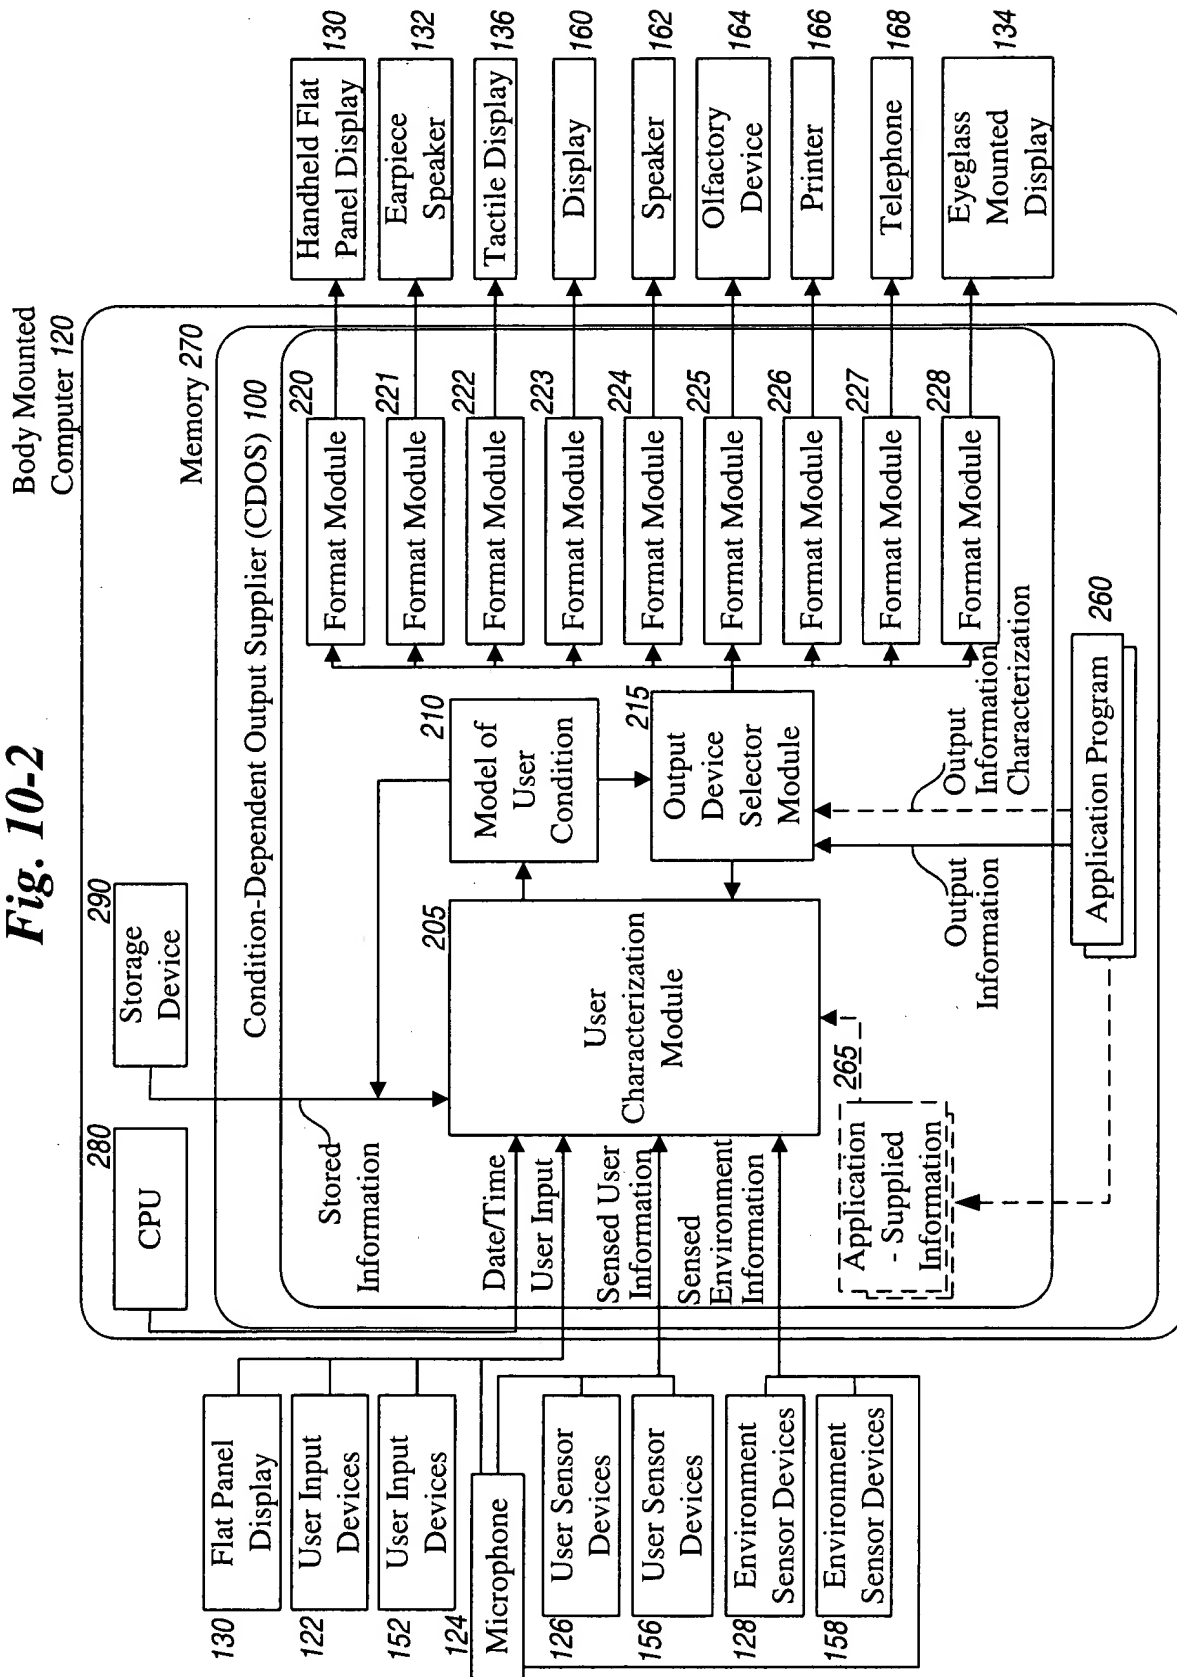 Fig. 10-2
Body Mounted
Computer 120
Memory 270
Condition-Dependent Output Supplier (CDOS) 100
280
CPU
290
Storage
Device
Stored
Information
Date/Time
User Input
Sensed User
Information
Sensed
Environment
Information
Flat Panel
Display
130
User Input
Devices
122
User Input
Devices
152
124
Microphone
User Sensor
Devices
126
User Sensor
Devices
156
Environment
Sensor Devices
128
Environment
Sensor Devices
158
205
User
Characterization
Module
210
Model of
User
Condition
215
Output
Device
Selector
Module
265
Application
- Supplied
Information
Output
Information
Output
Information
Characterization
Application Program
260
220
Format Module
221
Format Module
222
Format Module
223
Format Module
224
Format Module
225
Format Module
226
Format Module
227
Format Module
228
Format Module
Handheld Flat
Panel Display
130
Earpiece
Speaker
132
Tactile Display
136
Display
160
Speaker
162
Olfactory
Device
164
Printer
166
Telephone
168
Eyeglass
Mounted
Display
134